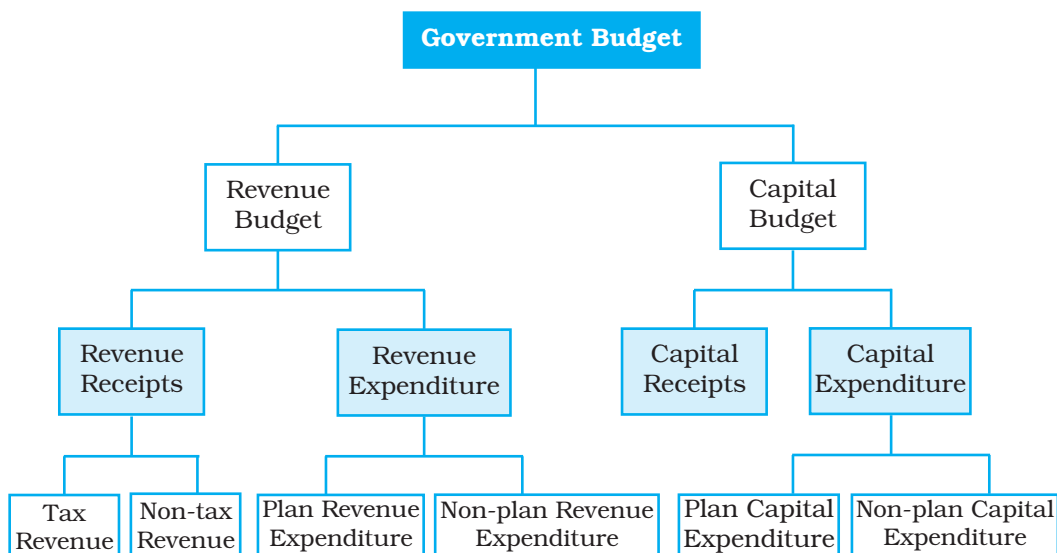 Government Budget
Revenue
Budget
Capital
Budget
Revenue
Receipts
Revenue
Expenditure
Capital
Receipts
Capital
Expenditure
Tax
Revenue
Non-tax
Revenue
Plan Revenue
Expenditure
Non-plan Revenue
Expenditure
Plan Capital
Expenditure
Non-plan Capital
Expenditure